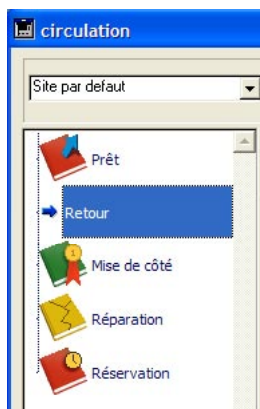 circulation
Site par defaut
Prêt
Retour
Mise de côté
Réparation
Réservation